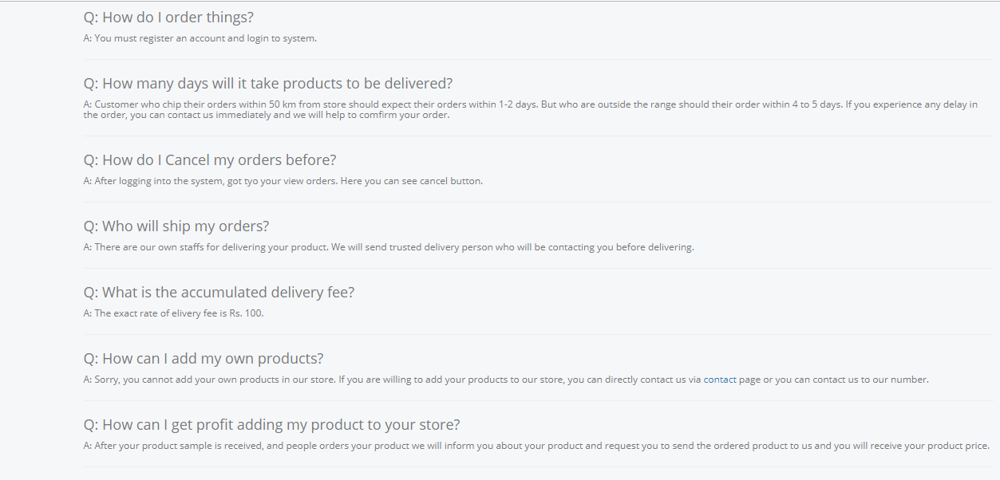 Q: How do I order things?
A: You must register an account and login to system.
Q: How many days will it take products to be delivered?
A: Customer who chip their orders within 50 km from store should expect their orders within 1-2 days. But who are outside the range should their order within 4 to 5 days. If you experience any delay in
the order, you can contact us immediately and we will help to comfirm your order.
Q: How do I Cancel my orders before?
A: After logging into the system, got tyo your view orders. Here you can see cancel button.
Q: Who will ship my orders?
A: There are our own staffs for delivering your product. We will send trusted delivery person who will be contacting you before delivering.
Q: What is the accumulated delivery fee?
A: The exact rate of elivery fee is Rs. 100.
Q: How can I add my own products?
A: Sorry, you cannot add your own products in our store. If you are willing to add your products to our store, you can directly contact us via contact page or you can contact us to our number.
Q: How can I get profit adding my product to your store?
A: After your product sample is received, and people orders your product we will inform you about your product and request you to send the ordered product to us and you will receive your product price.